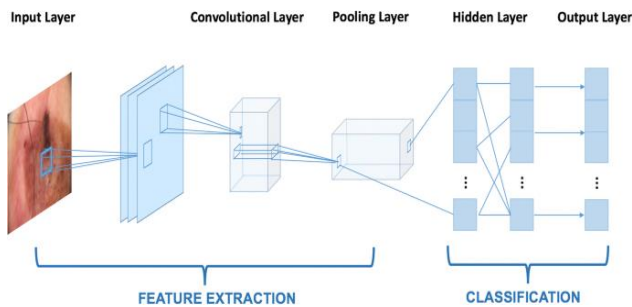 Input Layer
Convolutional Layer
Pooling Layer
Hidden Layer
Output Layer
FEATURE EXTRACTION
CLASSIFICATION